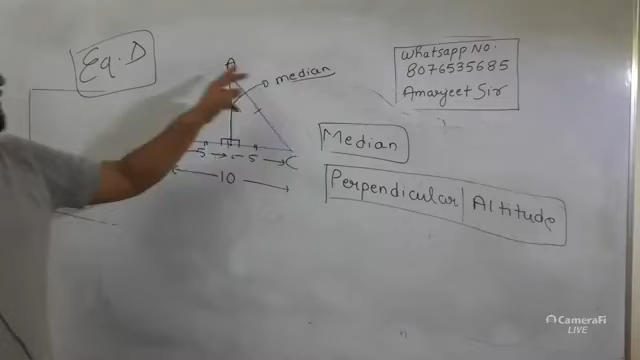 Eq. D
A
median
5 5 C
10
Whatsapp No.
8076535685
Amarjeet Sir
Median
Perpendicular | Altitude
CameraFi
LIVE